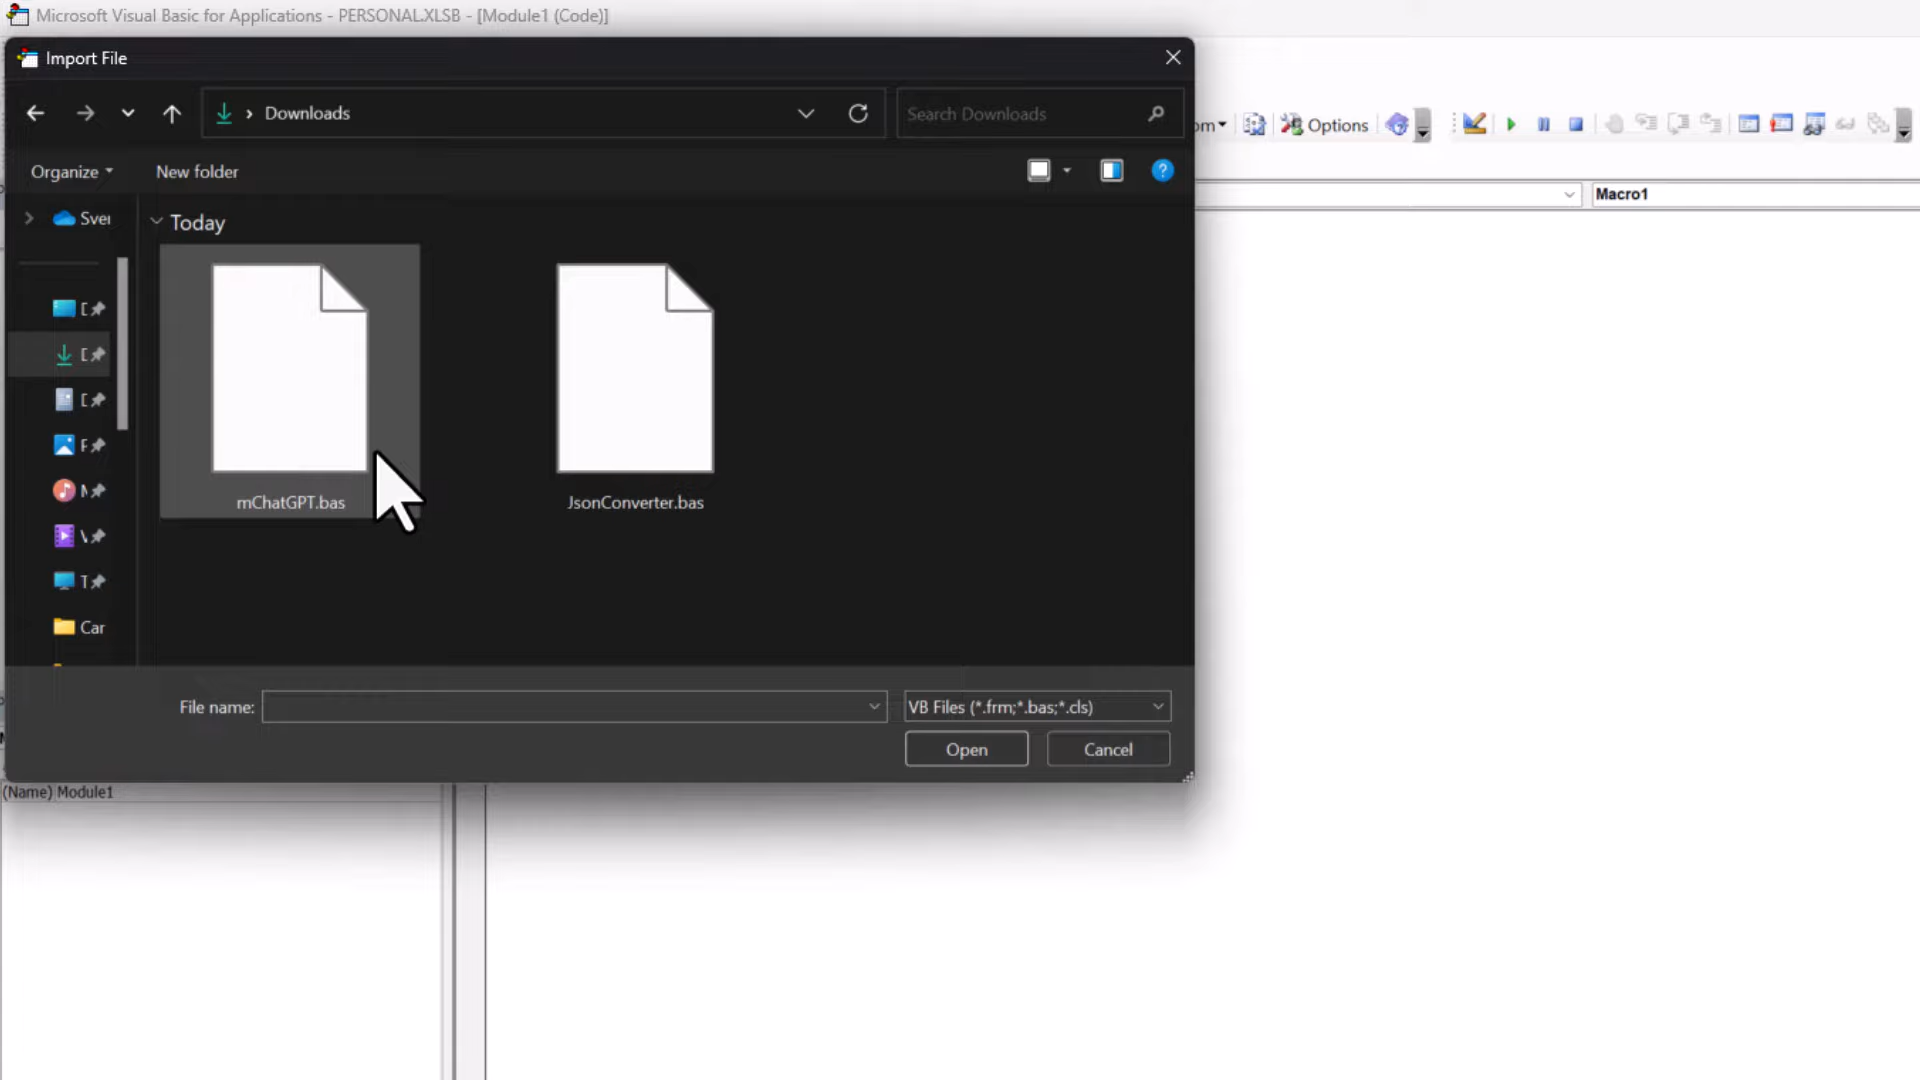 Microsoft Visual Basic for Applications - PERSONAL.XLSB - [Module1 (Code)]
Import File
Downloads
Search Downloads
Options
Organize
New folder
Macro1
Today
mChatGPT.bas
JsonConverter.bas
Car
File name:
VB Files (*.frm;*.bas;*.cls)
Open
Cancel
(Name) Module1